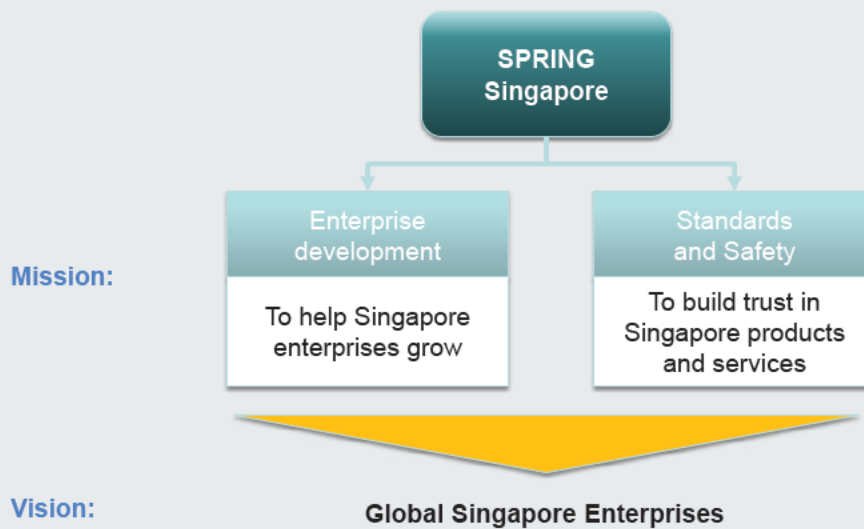 SPRING
Singapore
Enterprise
development
Standards
and Safety
Mission:
To help Singapore
enterprises grow
To build trust in
Singapore products
and services
Vision:
Global Singapore Enterprises